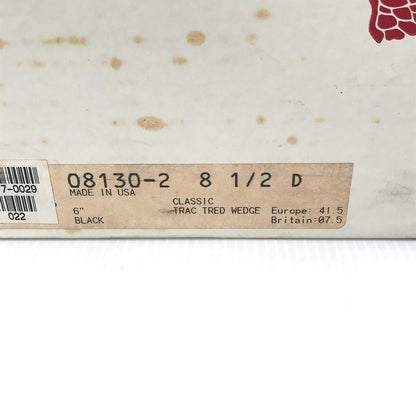 08130-2 8 1/2 D
MADE IN USA
CLASSIC
6" TRAC TRED WEDGE Europe: 41.5
BLACK Britain:07.5
7-0029
022